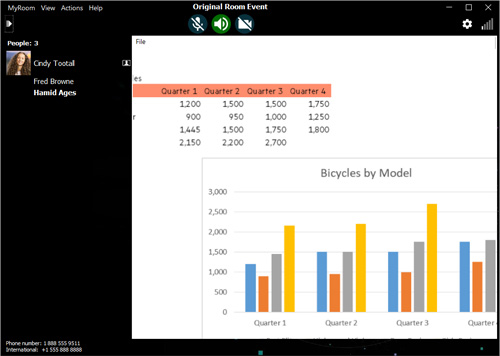 MyRoom View Actions Help
Original Room Event
People: 3
Cindy Tootall
Fred Browne
Hamid Ages
File
es
Quarter 1 Quarter 2 Quarter 3 Quarter 4
1,200 1,500 1,500 1,750
r 900 950 1,000 1,250
1,445 1,500 1,750 1,800
2,150 2,200 2,700
Bicycles by Model
3,000
2,500
2,000
1,500
1,000
500
0
Quarter 1 Quarter 2 Quarter 3 Quarter 4
Phone number: 1 888 555 9511
International: +1 555 888 8888